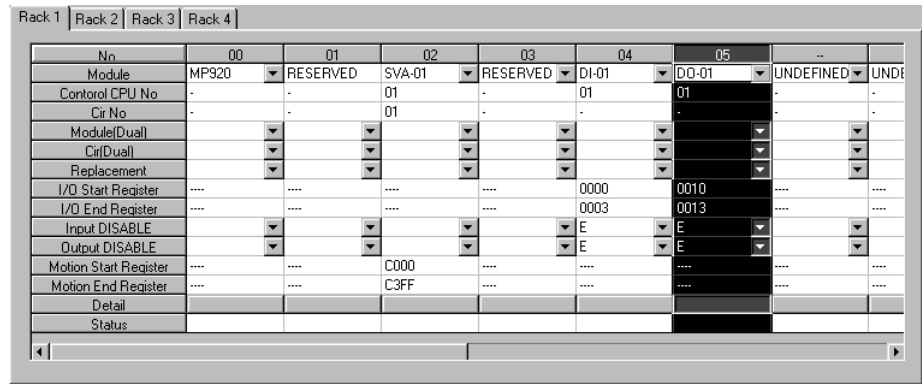 Rack 1 Rack 2 Rack 3 Rack 4
No 00 01 02 03 04 05 --
Module MP920 RESERVED SVA-01 RESERVED DI-01 DO-01 UNDEFINED UNDE
Contorol CPU No - - 01 - 01 01 - -
Cir No - - 01 - - - - -
Module(Dual)
Cir(Dual)
Replacement
I/O Start Register ---- ---- ---- ---- 0000 0010 ---- ----
I/O End Register ---- ---- ---- ---- 0003 0013 ---- ----
Input DISABLE E E
Output DISABLE E E
Motion Start Register ---- ---- C000 ---- ---- ---- ---- ----
Motion End Register ---- ---- C3FF ---- ---- ---- ---- ----
Detail
Status